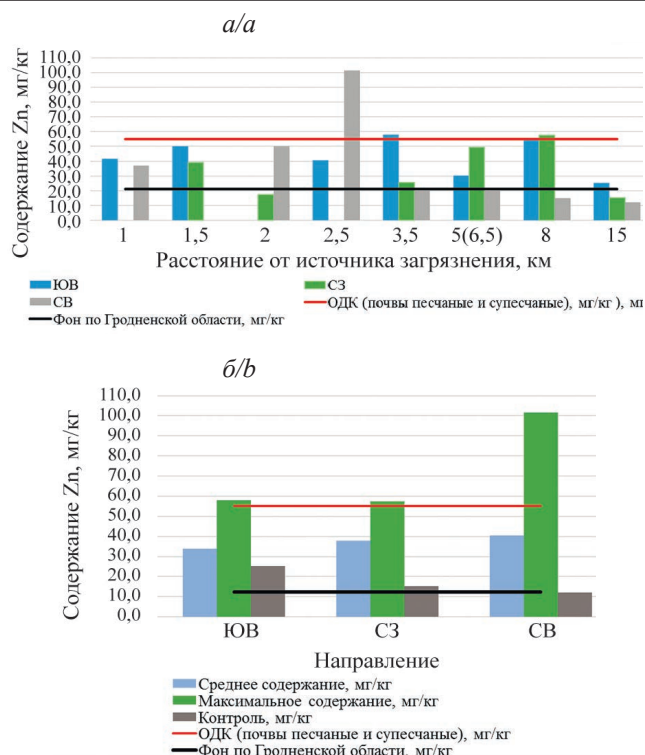 а/a
Содержание Zn, мг/кг
110,0
100,0
90,0
80,0
70,0
60,0
50,0
40,0
30,0
20,0
10,0
0,0
1 1,5 2 2,5 3,5 5(6,5) 8 15
Расстояние от источника загрязнения, км
ЮВ СЗ
СВ ОДК (почвы песчаные и супесчаные), мг/кг ), мг
Фон по Гродненской области, мг/кг
б/b
Содержание Zn, мг/кг
110,0
100,0
90,0
80,0
70,0
60,0
50,0
40,0
30,0
20,0
10,0
0,0
ЮВ СЗ СВ
Направление
Среднее содержание, мг/кг
Максимальное содержание, мг/кг
Контроль, мг/кг
ОДК (почвы песчаные и супесчаные), мг/кг
Фон по Гродненской области, мг/кг